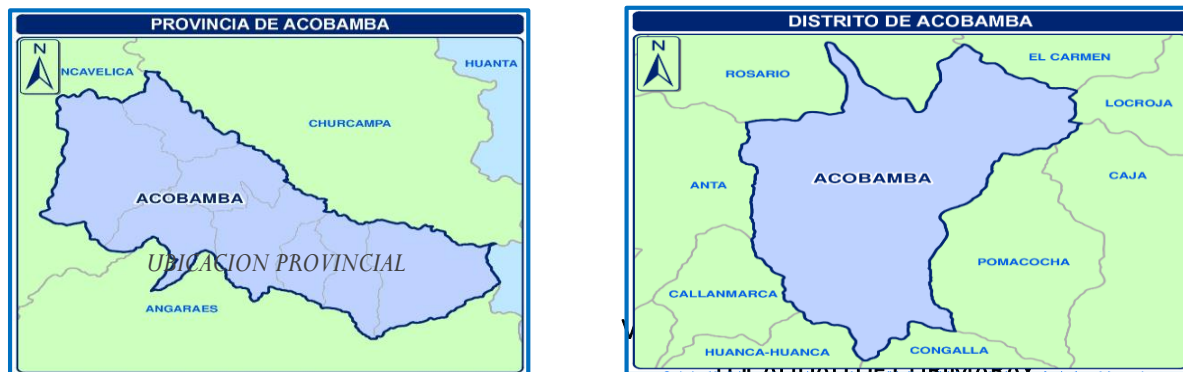 PROVINCIA DE ACOBAMBA
N
NCAVELICA
HUANTA
CHURCAMPA
ACOBAMBA
UBICACION PROVINCIAL
ANGARAES
DISTRITO DE ACOBAMBA
N
ROSARIO
EL CARMEN
LOCROJA
ANTA
ACOBAMBA
CAJA
POMACOCHA
CALLANMARCA
HUANCA-HUANCA
CONGALLA